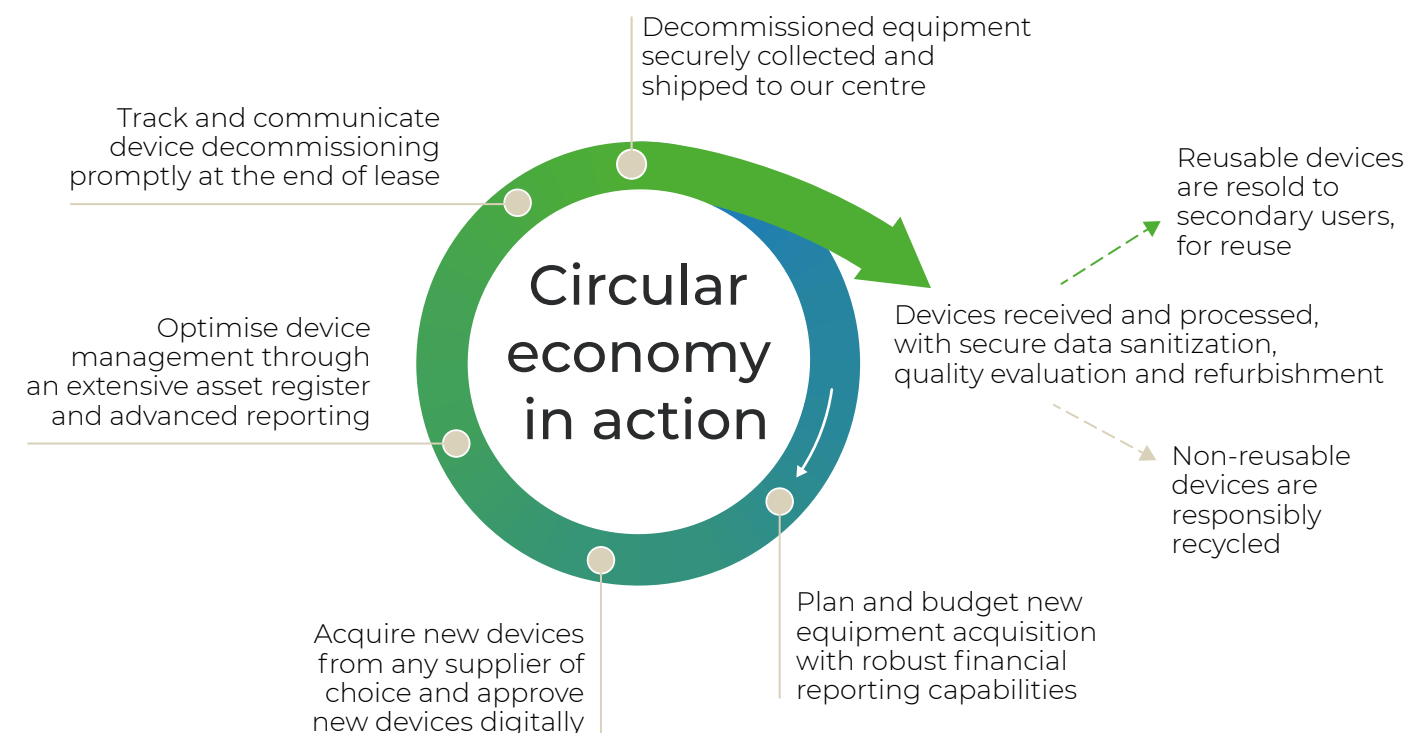 Decommissioned equipment
securely collected and
shipped to our centre
Track and communicate
device decommissioning
promptly at the end of lease
Reusable devices
are resold to
secondary users,
for reuse
Circular
economy
in action
Devices received and processed,
with secure data sanitization,
quality evaluation and refurbishment
Optimise device
management through
an extensive asset register
and advanced reporting
Non-reusable
devices are
responsibly
recycled
Plan and budget new
equipment acquisition
with robust financial
reporting capabilities
Acquire new devices
from any supplier of
choice and approve
new devices digitally